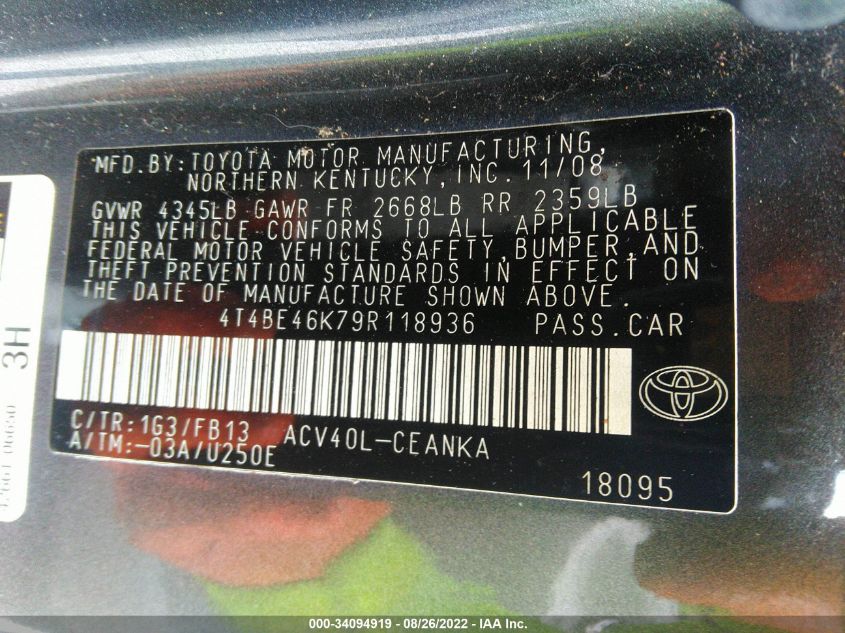 MFD.BY:TOYOTA MOTOR MANUFACTURING,
NORTHERN KENTUCKY,INC.11/08
GVWR 4345LB GAWR FR 2668LB RR 2359LB
THIS VEHICLE CONFORMS TO ALL APPLICABLE
FEDERAL MOTOR VEHICLE SAFETY,BUMPER,AND
THEFT PREVENTION STANDARDS IN EFFECT ON
THE DATE OF MANUFACTURE SHOWN ABOVE.
4T4BE46K79R118936 PASS.CAR
C/TR:1G3/FB13 ACV40L-CEANKA
A/TM:-03A/U250E
18095
3H
000-34094919 - 08/26/2022 - IAA Inc.